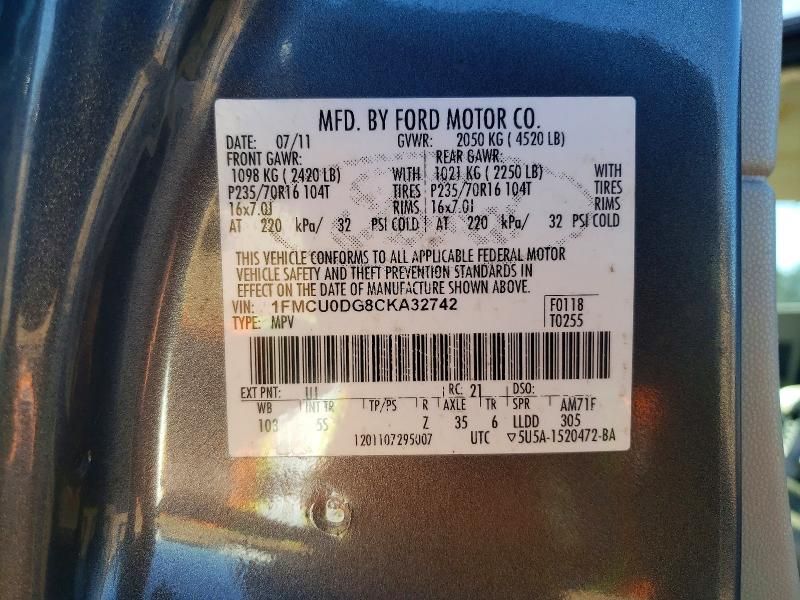 MFD. BY FORD MOTOR CO.
DATE: 07/11 GVWR: 2050 KG ( 4520 LB)
FRONT GAWR: REAR GAWR:
1098 KG ( 2420 LB) WITH 1021 KG ( 2250 LB) WITH
P235/70R16 104T TIRES P235/70R16 104T TIRES
16x7.0J RIMS 16x7.0J RIMS
AT 220 kPa/ 32 PSI COLD AT 220 kPa/ 32 PSI COLD
THIS VEHICLE CONFORMS TO ALL APPLICABLE FEDERAL MOTOR
VEHICLE SAFETY AND THEFT PREVENTION STANDARDS IN
EFFECT ON THE DATE OF MANUFACTURE SHOWN ABOVE.
VIN: 1FMCU0DG8CKA32742 F0118
TYPE: MPV T0255
EXT PNT: UJ RC: 21 DSO:
WB INT TR TP/PS R AXLE TR SPR AM71F
103 5S Z 35 6 LLDD 305
1201107295007 UTC ▽5U5A-1520472-BA